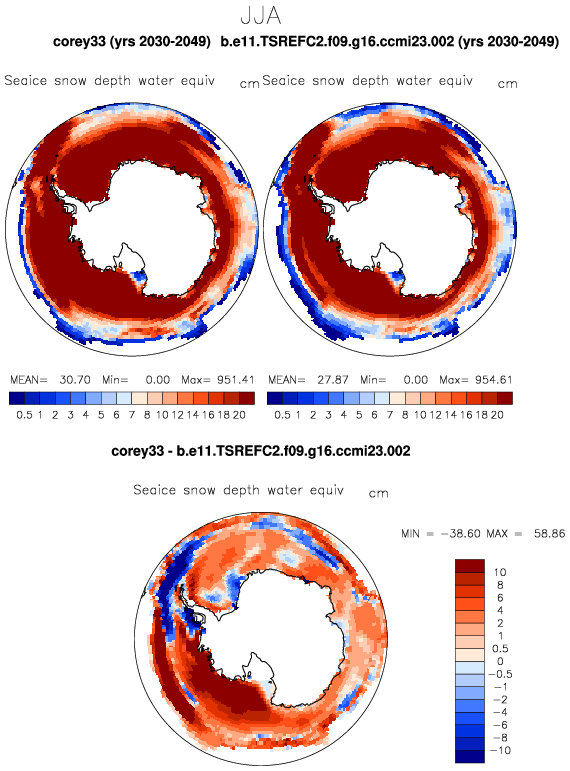 JJA
corey33 (yrs 2030-2049) b.e11.TSREFC2.f09.g16.ccmi23.002 (yrs 2030-2049)
Seaice snow depth water equiv cm Seaice snow depth water equiv cm
MEAN= 30.70 Min= 0.00 Max= 951.41 MEAN= 27.87 Min= 0.00 Max= 954.61
0.5 1 2 3 4 5 6 7 8 10 12 14 16 18 20 0.5 1 2 3 4 5 6 7 8 10 12 14 16 18 20
corey33 - b.e11.TSREFC2.f09.g16.ccmi23.002
Seaice snow depth water equiv cm
MIN = -38.60 MAX = 58.86
10
8
6
4
2
1
0.5
0
-0.5
-1
-2
-4
-6
-8
-10